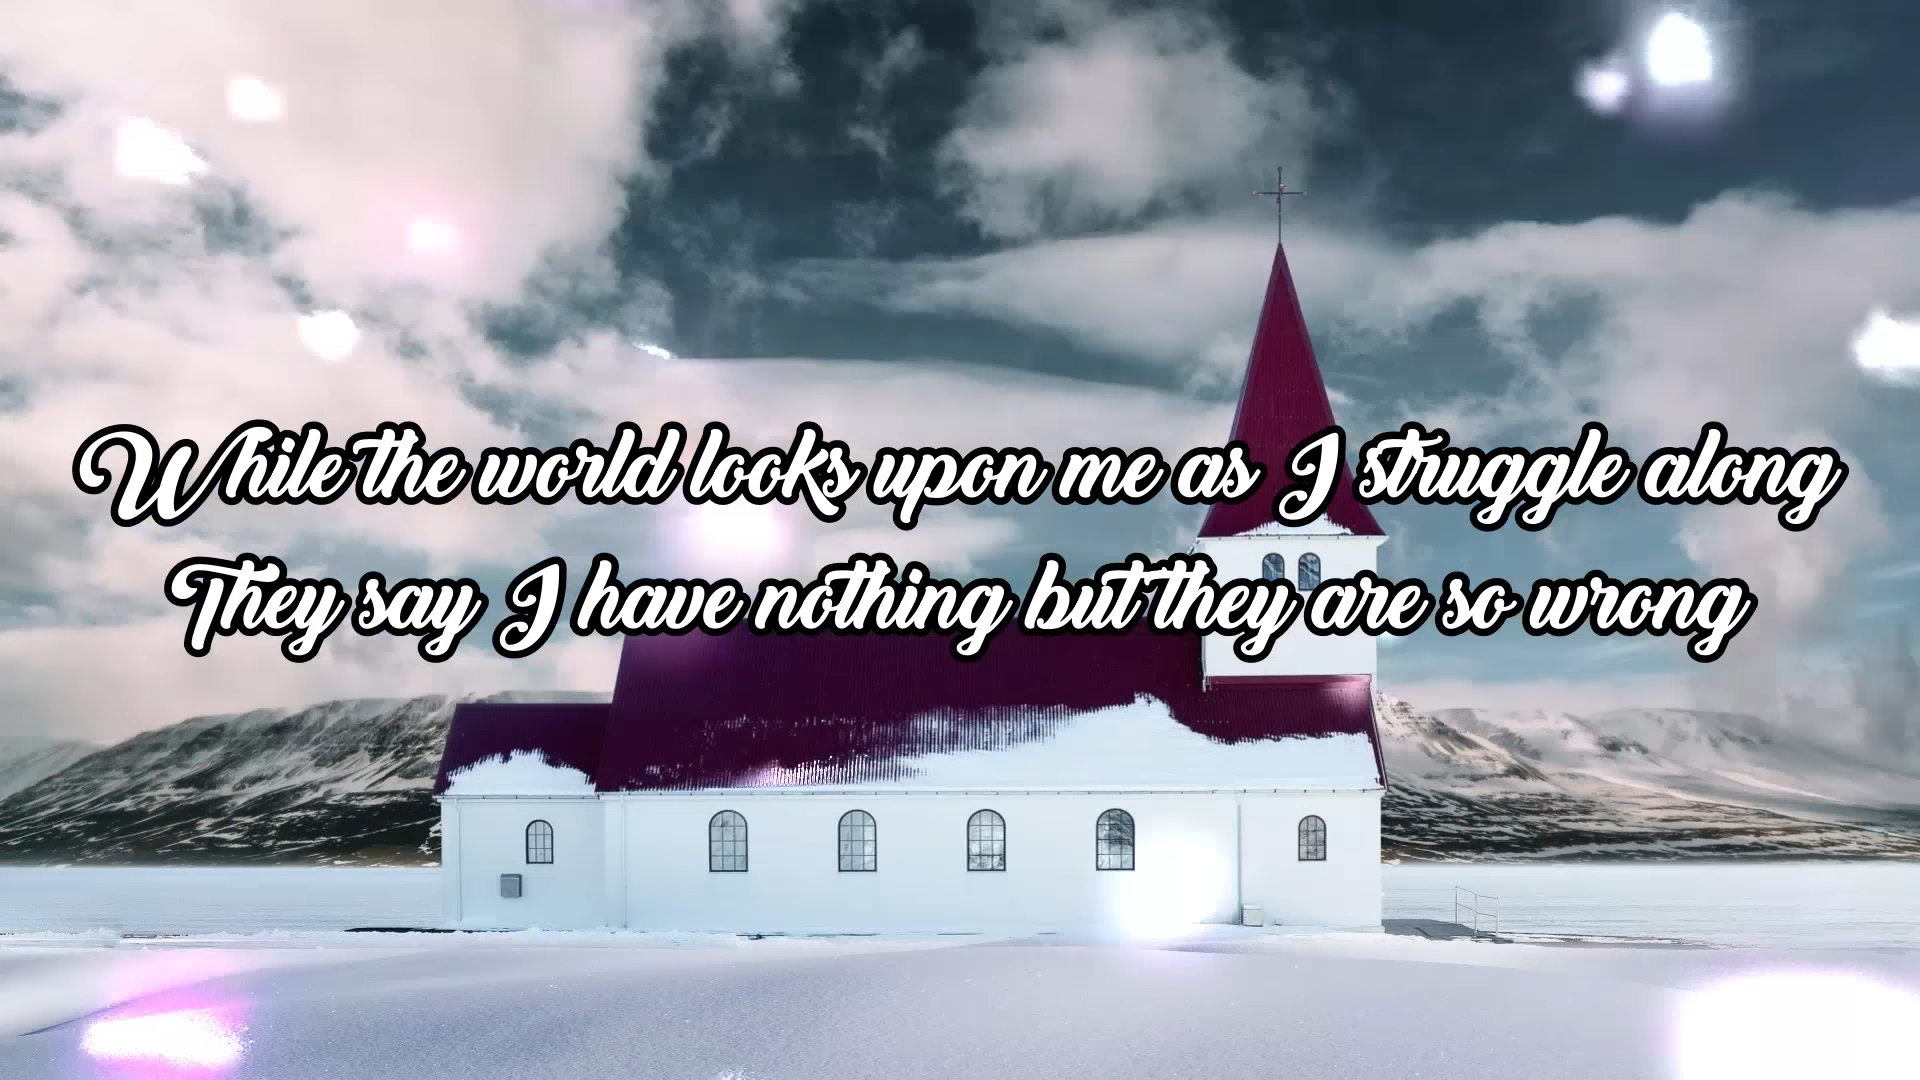 While the world looks upon me as I struggle along
They say I have nothing but they are so wrong